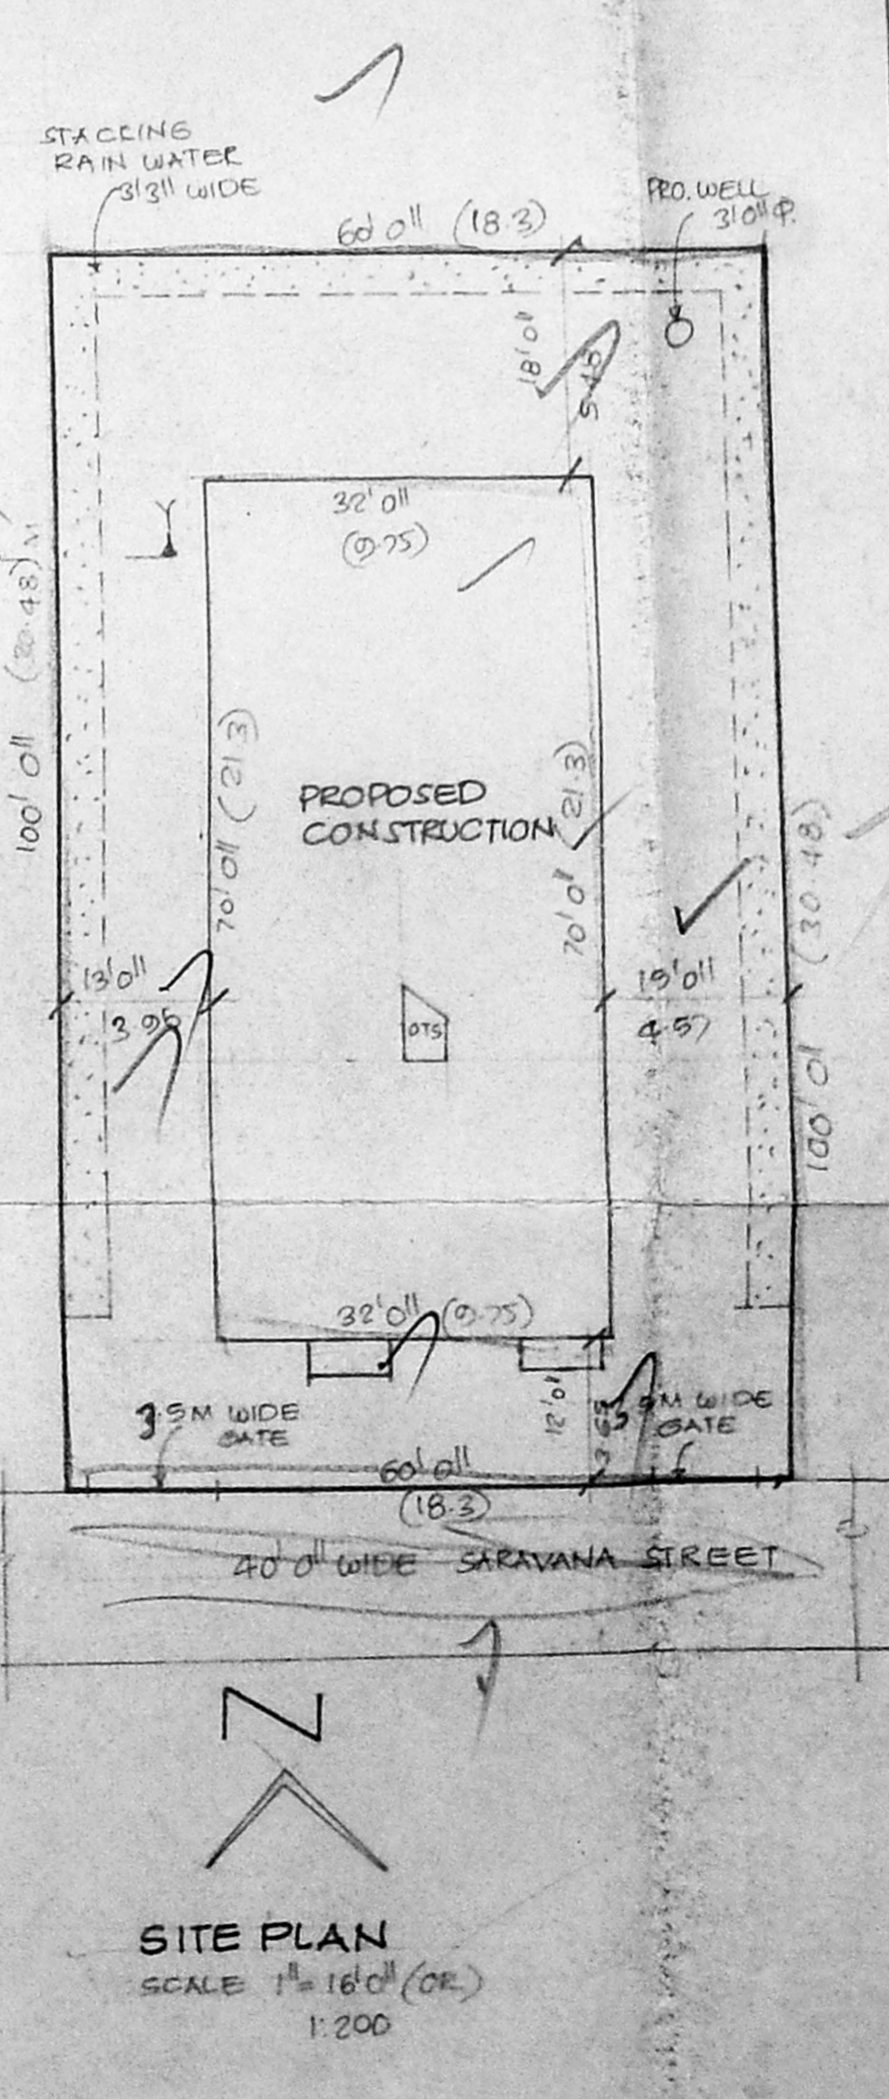 STACKING
RAIN WATER
3'3" WIDE
PRO. WELL
3'0" Φ.
60'0" (18.3)
18'0"
5.48
32'0"
(9.75)
Y
100'0" (30.48) M
70'0" (21.3)
PROPOSED
CONSTRUCTION
70'0" (21.3)
100'0" (30.48)
13'0"
3.96
OTS
15'0"
4.57
32'0" (9.75)
12'0"
3.65
3.5M WIDE
GATE
M WIDE
GATE
60'0"
(18.3)
40'0" WIDE SARAVANA STREET
N
SITE PLAN
SCALE 1"= 16'0" (OR)
1:200